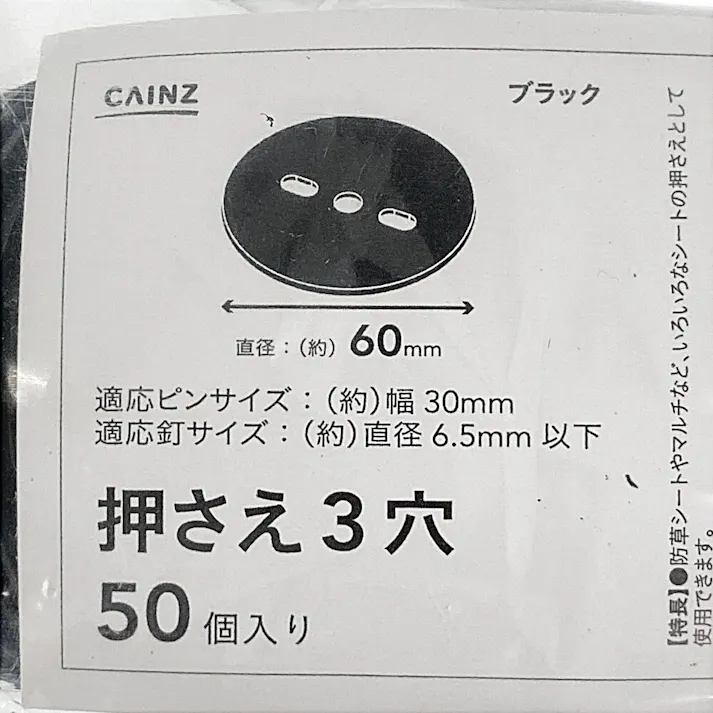 CAINZ
ブラック
直径：（約）60mm
適応ピンサイズ：（約）幅 30mm
適応釘サイズ：（約）直径 6.5mm 以下
押さえ３穴
50個入り
【特長】●防草シートやマルチなど、いろいろなシートの押さえとして
使用できます。